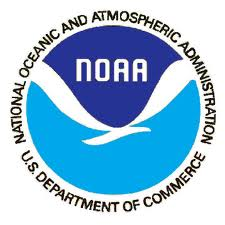 NATIONAL OCEANIC AND ATMOSPHERIC ADMINISTRATION
NOAA
U.S. DEPARTMENT OF COMMERCE